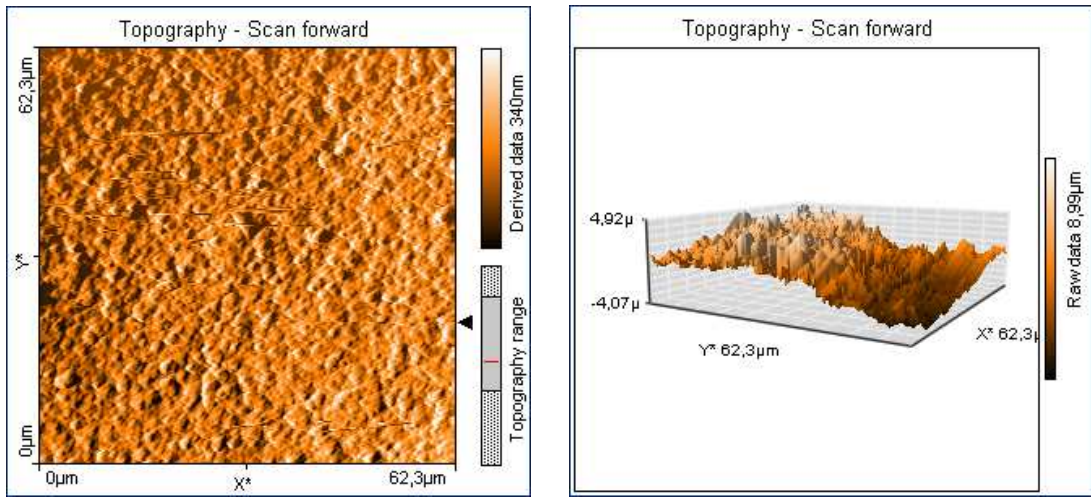 Topography - Scan forward
62,3µm
Y*
0µm
0µm
X*
62,3µm
Derived data 340nm
Topography range
Topography - Scan forward
4,92µ
-4,07µ
Y* 62,3µm
X* 62,3µ
Raw data 8,99µm